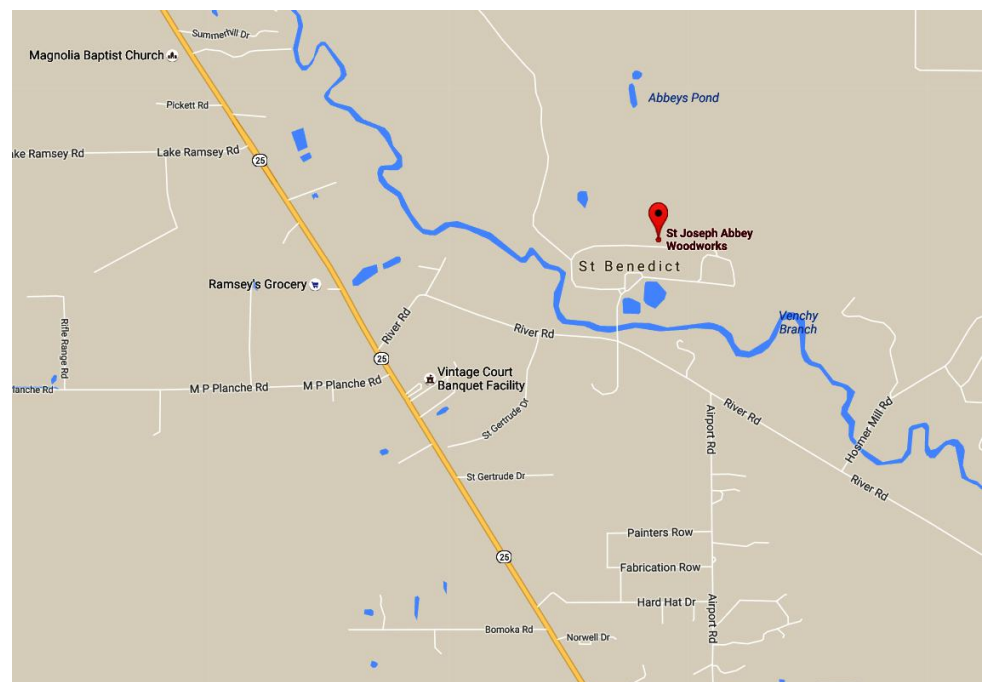 Summerhill Dr
Magnolia Baptist Church
Abbeys Pond
Pickett Rd
ke Ramsey Rd
Lake Ramsey Rd
25
St Joseph Abbey
Woodworks
St Benedict
Ramsey's Grocery
Venchy
Branch
River Rd
River Rd
Rifle Range Rd
25
Vintage Court
Banquet Facility
M P Planche Rd
M P Planche Rd
lanche Rd
St Gertrude Dr
Airport Rd
River Rd
Hosmer Mill Rd
St Gertrude Dr
River Rd
Painters Row
25
Fabrication Row
Hard Hat Dr
Airport Rd
Bomoka Rd
Norwell Dr